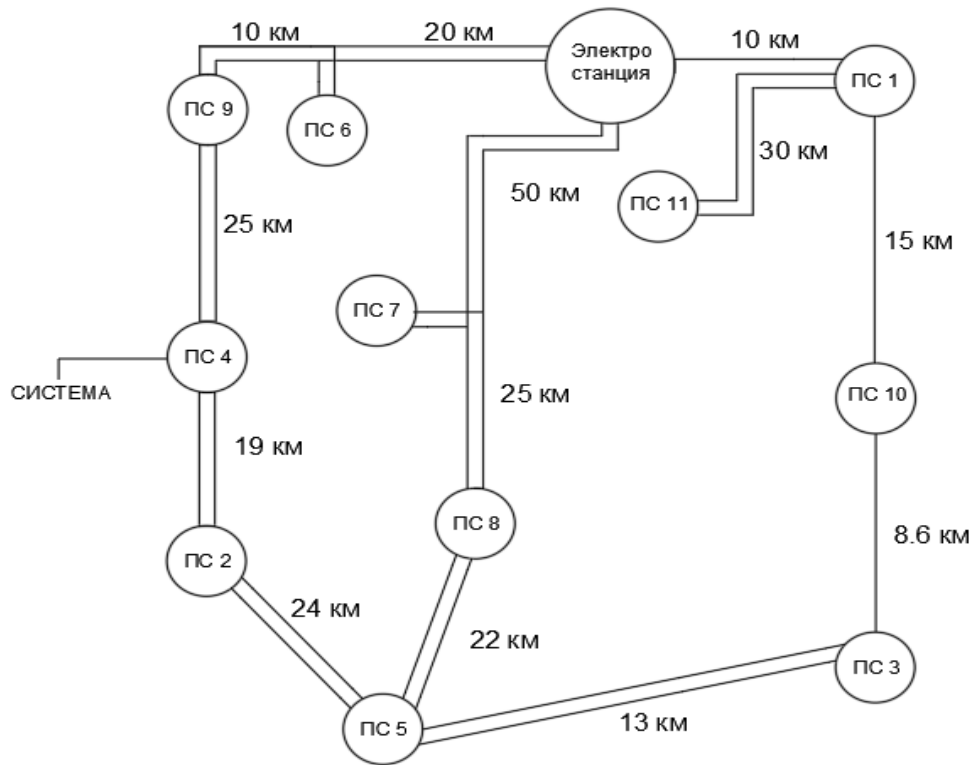 10 км
20 км
Электро
станция
10 км
ПС 9
ПС 6
ПС 1
30 км
50 км
ПС 11
25 км
15 км
ПС 7
ПС 4
СИСТЕМА
25 км
ПС 10
19 км
ПС 8
8.6 км
ПС 2
24 км
22 км
ПС 3
ПС 5
13 км